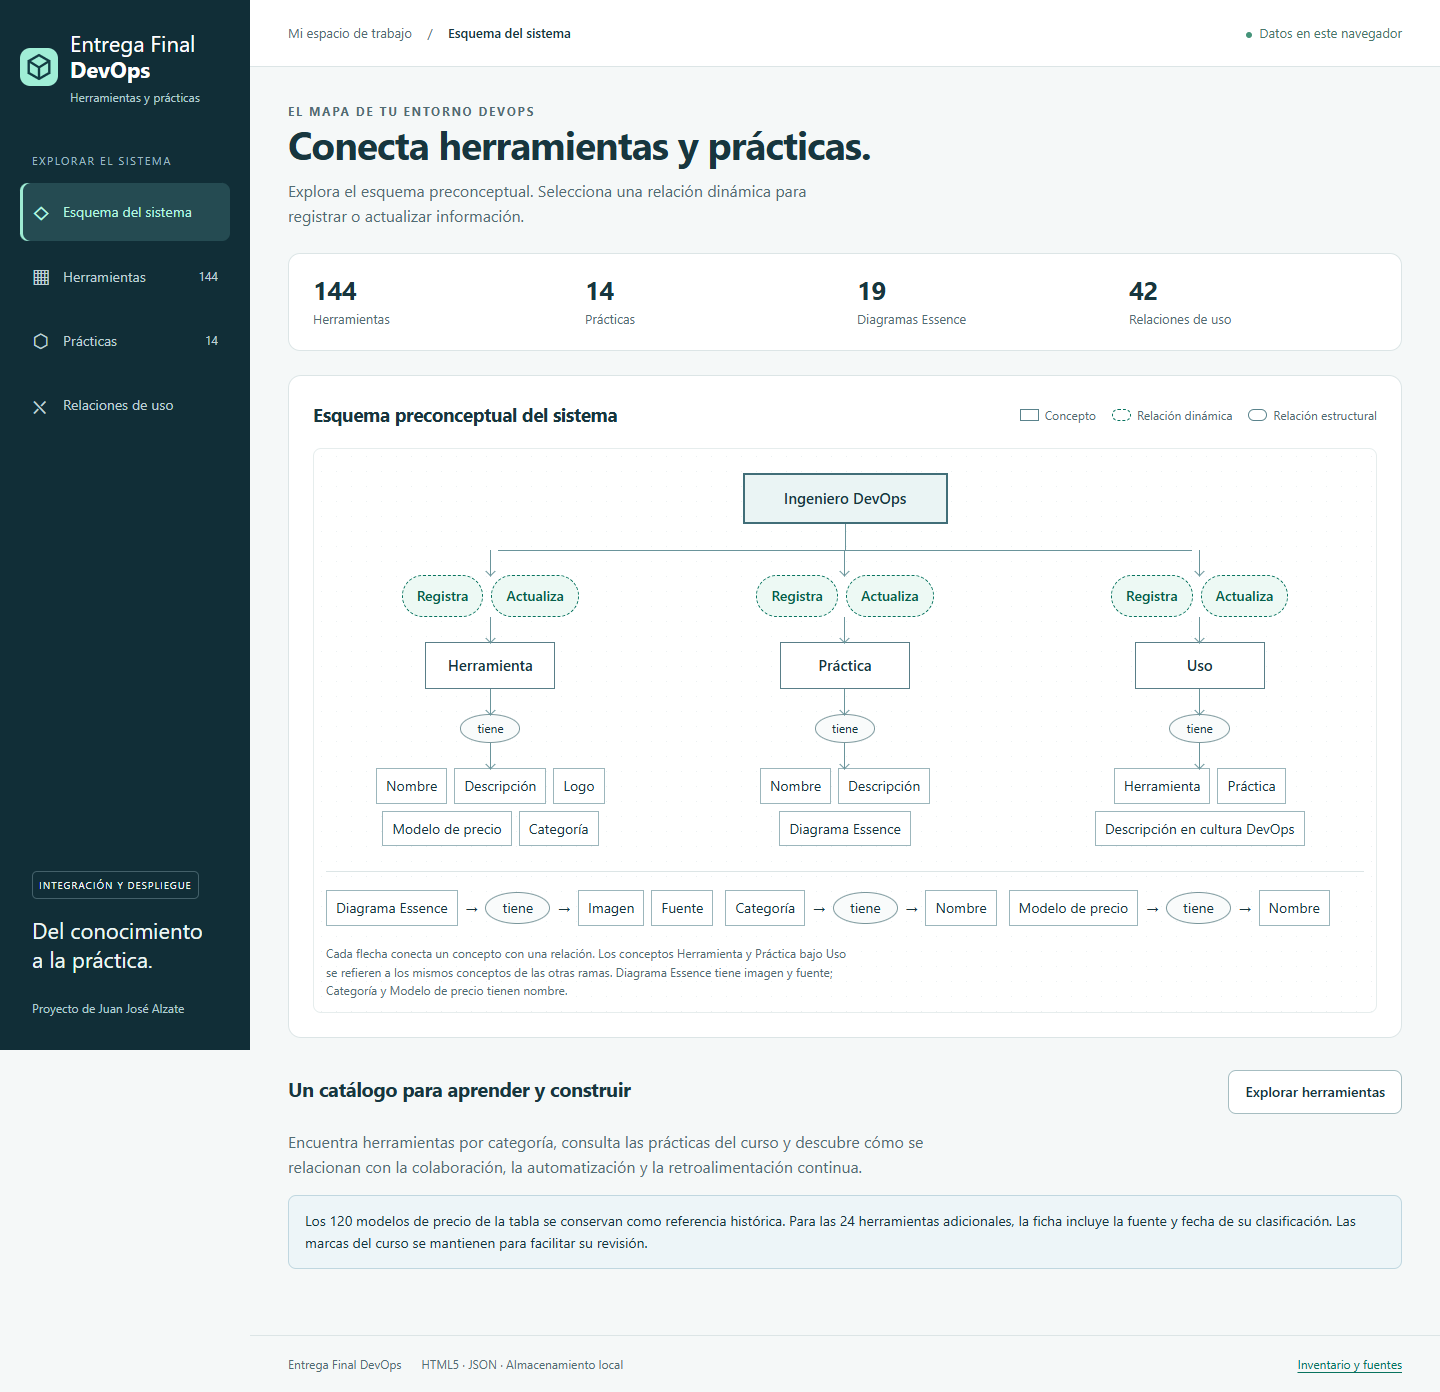 Entrega Final
DevOps
Herramientas y prácticas
EXPLORAR EL SISTEMA
Esquema del sistema
Herramientas 144
Prácticas 14
Relaciones de uso
INTEGRACIÓN Y DESPLIEGUE
Del conocimiento
a la práctica.
Proyecto de Juan José Alzate
Mi espacio de trabajo / Esquema del sistema
Datos en este navegador
EL MAPA DE TU ENTORNO DEVOPS
Conecta herramientas y prácticas.
Explora el esquema preconceptual. Selecciona una relación dinámica para
registrar o actualizar información.
144 14 19 42
Herramientas Prácticas Diagramas Essence Relaciones de uso
Esquema preconceptual del sistema
Concepto Relación dinámica Relación estructural
Ingeniero DevOps
Registra Actualiza Registra Actualiza Registra Actualiza
Herramienta Práctica Uso
tiene tiene tiene
Nombre Descripción Logo Nombre Descripción Herramienta Práctica
Modelo de precio Categoría Diagrama Essence Descripción en cultura DevOps
Diagrama Essence → tiene → Imagen Fuente Categoría → tiene → Nombre Modelo de precio → tiene → Nombre
Cada flecha conecta un concepto con una relación. Los conceptos Herramienta y Práctica bajo Uso
se refieren a los mismos conceptos de las otras ramas. Diagrama Essence tiene imagen y fuente;
Categoría y Modelo de precio tienen nombre.
Un catálogo para aprender y construir
Explorar herramientas
Encuentra herramientas por categoría, consulta las prácticas del curso y descubre cómo se
relacionan con la colaboración, la automatización y la retroalimentación continua.
Los 120 modelos de precio de la tabla se conservan como referencia histórica. Para las 24 herramientas adicionales, la ficha incluye la fuente y fecha de su clasificación. Las
marcas del curso se mantienen para facilitar su revisión.
Entrega Final DevOps HTML5 · JSON · Almacenamiento local
Inventario y fuentes